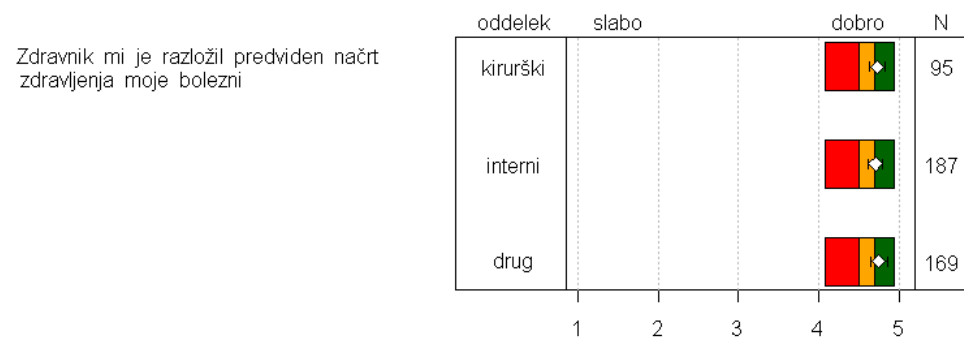 oddelek slabo dobro N
Zdravnik mi je razložil predviden načrt
zdravljenja moje bolezni
kirurški 95
interni 187
drug 169
1 2 3 4 5